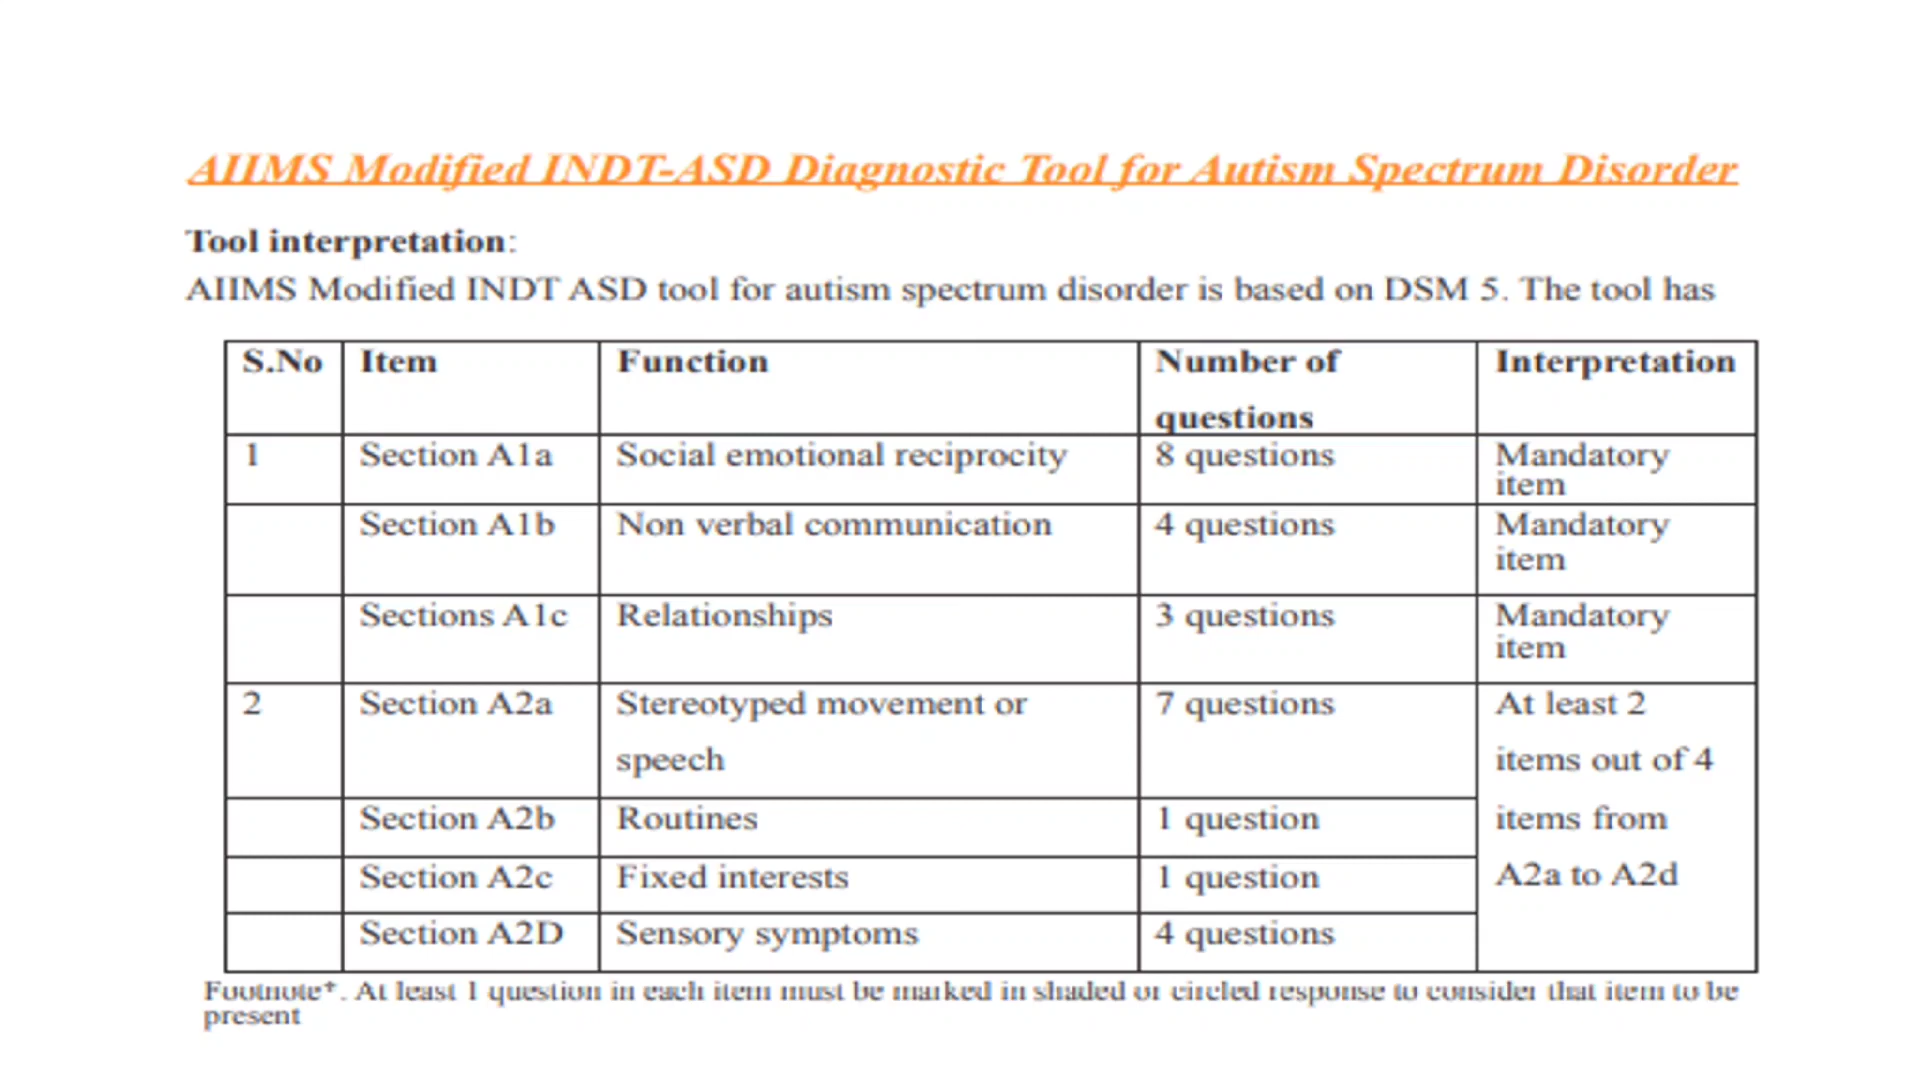 AIIMS Modified INDT-ASD Diagnostic Tool for Autism Spectrum Disorder
Tool interpretation:
AIIMS Modified INDT ASD tool for autism spectrum disorder is based on DSM 5. The tool has
S.No Item Function Number of questions Interpretation
1 Section A1a Social emotional reciprocity 8 questions Mandatory item
Section A1b Non verbal communication 4 questions Mandatory item
Sections A1c Relationships 3 questions Mandatory item
2 Section A2a Stereotyped movement or speech 7 questions At least 2 items out of 4 items from A2a to A2d
Section A2b Routines 1 question
Section A2c Fixed interests 1 question
Section A2D Sensory symptoms 4 questions
Footnote*. At least 1 question in each item must be marked in shaded or circled response to consider that item to be
present